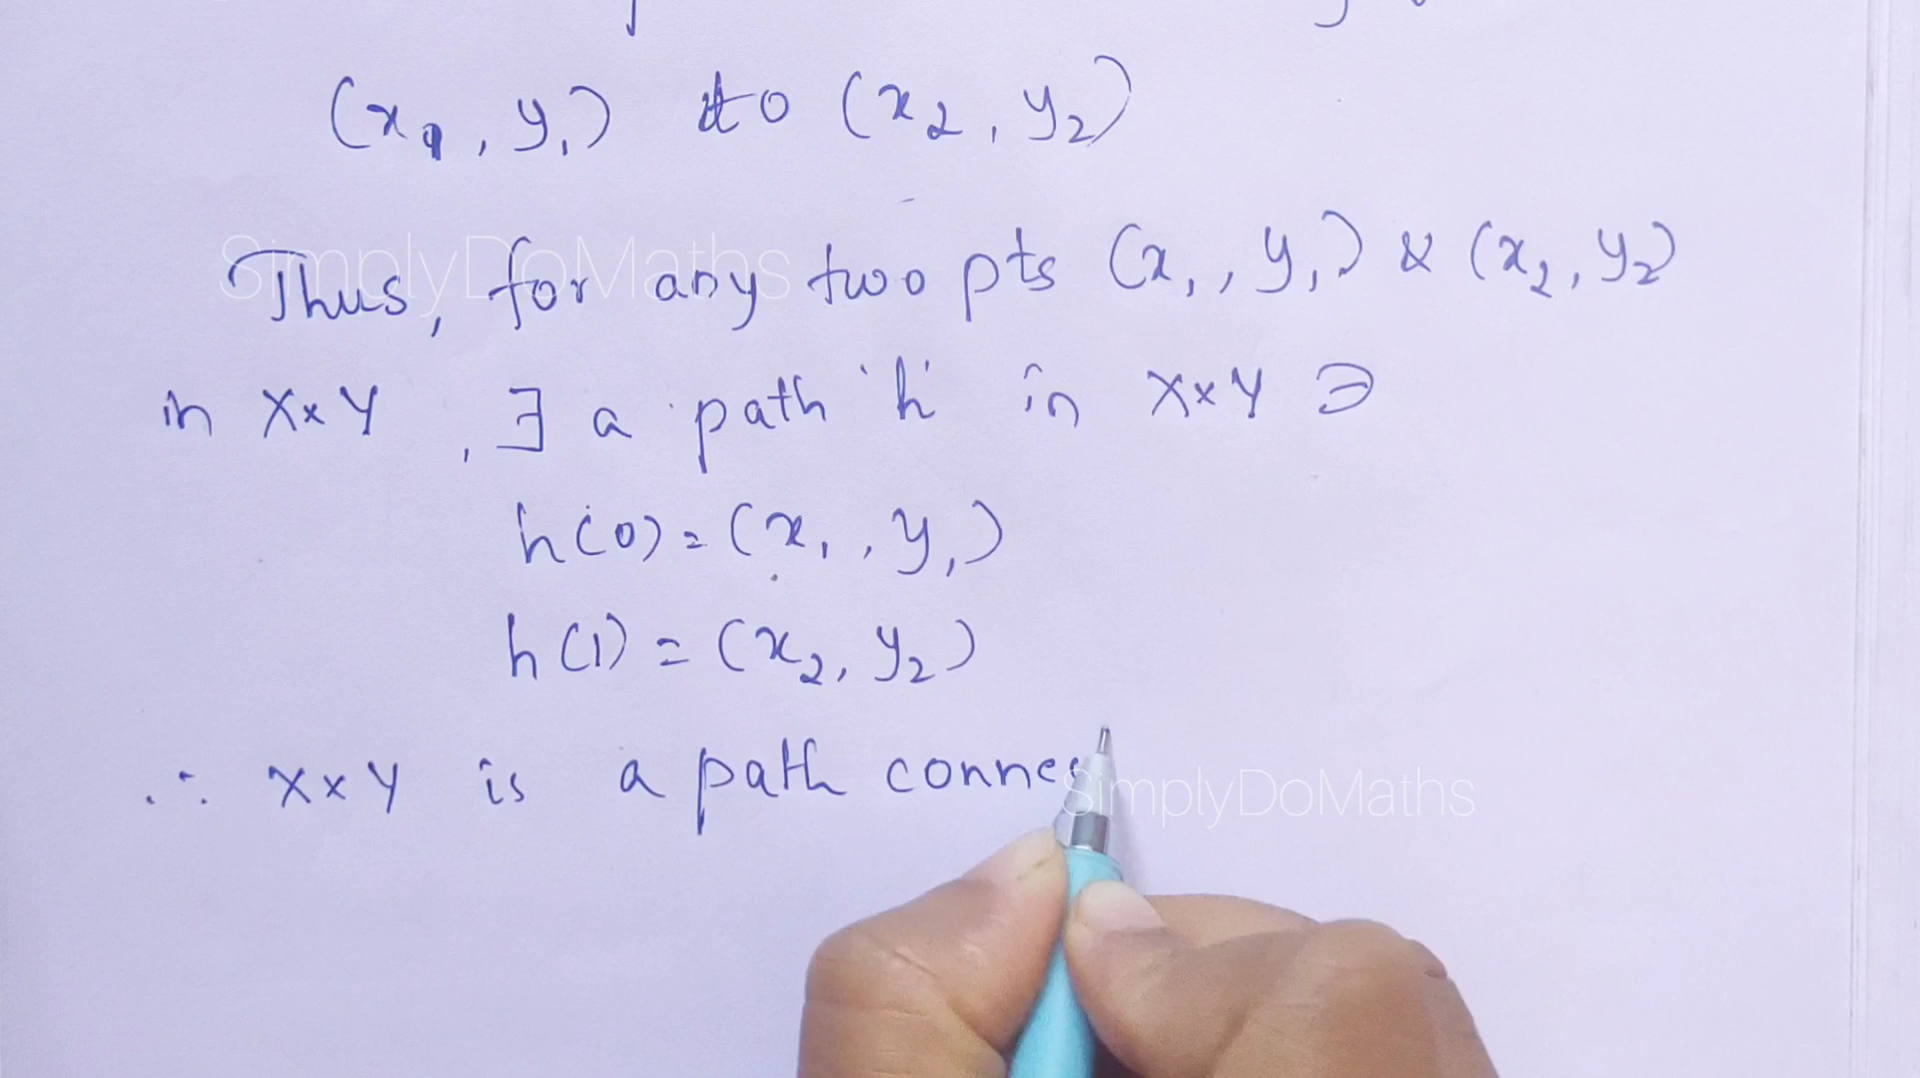 (x₁, y₁) to (x₂, y₂)
Thus, for any two pts (x₁, y₁) & (x₂, y₂)
in X×Y, ∃ a path 'h' in X×Y ∋
h(0) = (x₁, y₁)
h(1) = (x₂, y₂)
∴ X×Y is a path conne
SimplyDoMaths
SimplyDoMaths